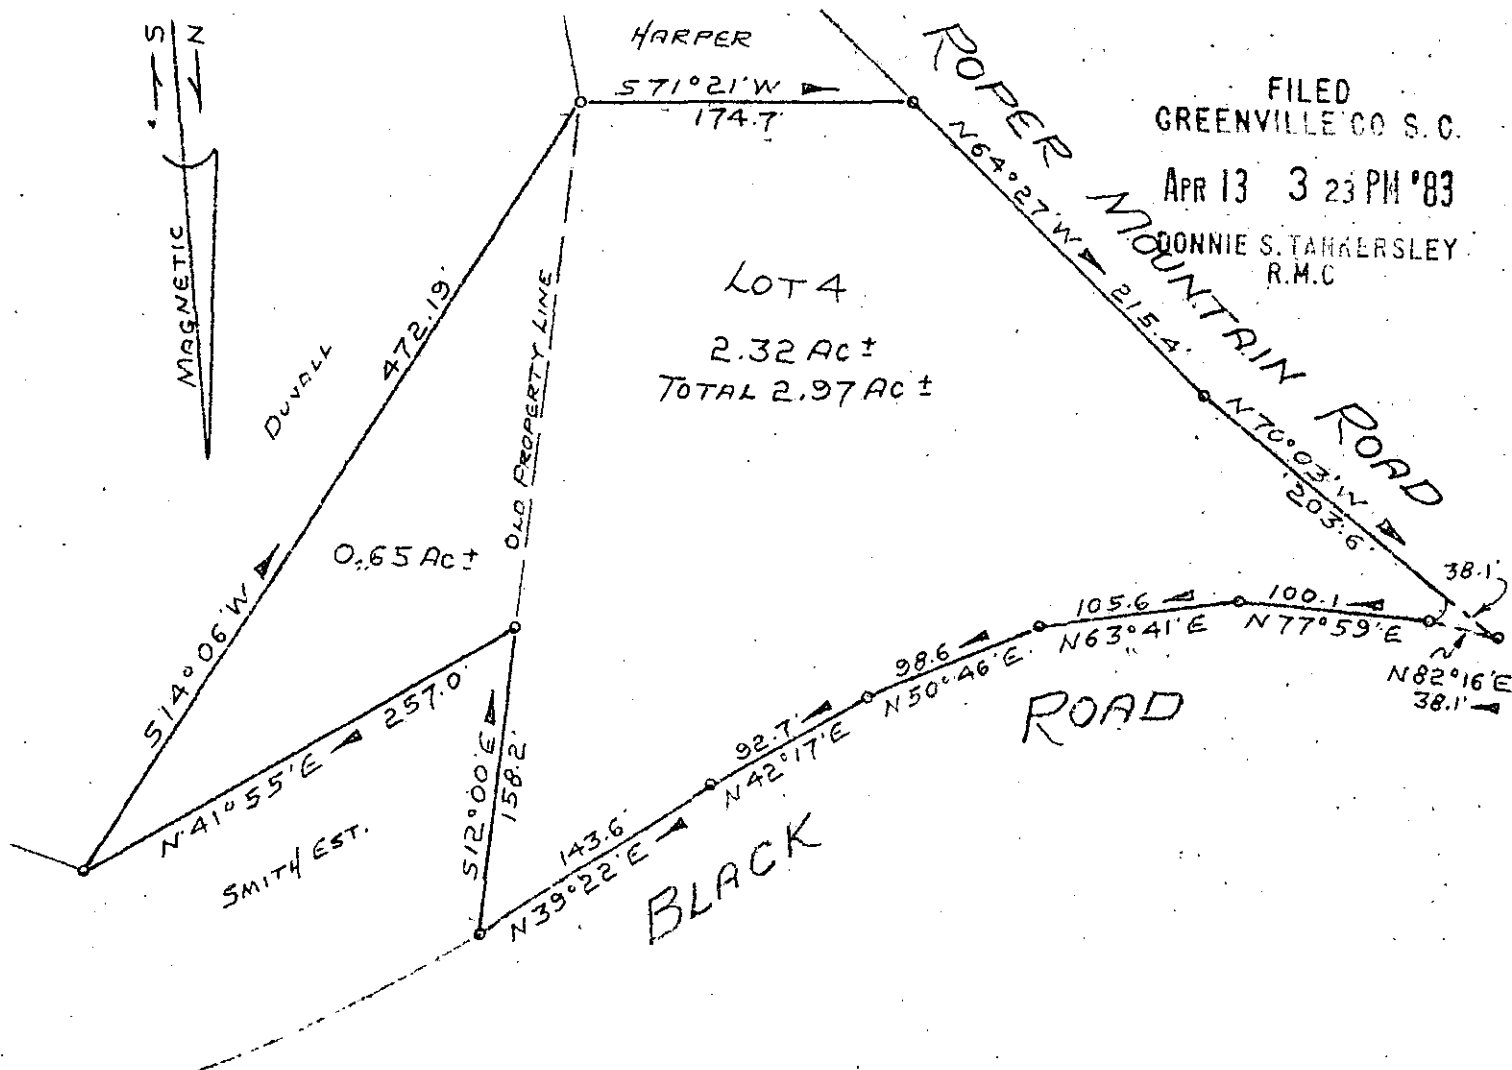 S N
MAGNETIC
HARPER
S 71°21'W
174.7'
ROPER MOUNTAIN ROAD
FILED
GREENVILLE CO S. C.
APR 13 3 23 PM '83
DONNIE S. TANKERSLEY
R.M.C
N64°27'W 215.4'
LOT 4
2.32 AC ±
TOTAL 2.97 AC ±
DUVALL
S14°06'W 472.19'
OLD PROPERTY LINE
0.65 AC ±
N70°03'W
203.6'
38.1'
N82°16'E
38.1'
100.1
N77°59'E
105.6
N63°41'E
98.6
N50°46'E
92.7'
N42°17'E
143.6'
N39°22'E
BLACK ROAD
S12°00'E
158.2'
N41°55'E 257.0'
SMITH EST.